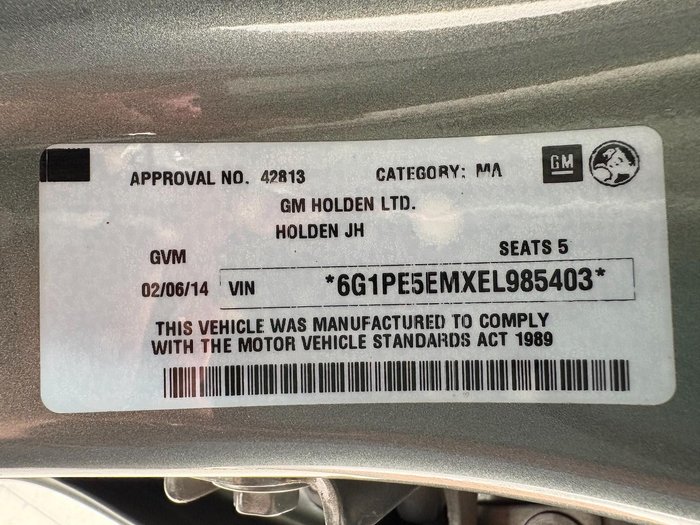 APPROVAL NO. 42813 CATEGORY: MA GM
GM HOLDEN LTD.
HOLDEN JH
GVM SEATS 5
02/06/14 VIN *6G1PE5EMXEL985403*
THIS VEHICLE WAS MANUFACTURED TO COMPLY
WITH THE MOTOR VEHICLE STANDARDS ACT 1989